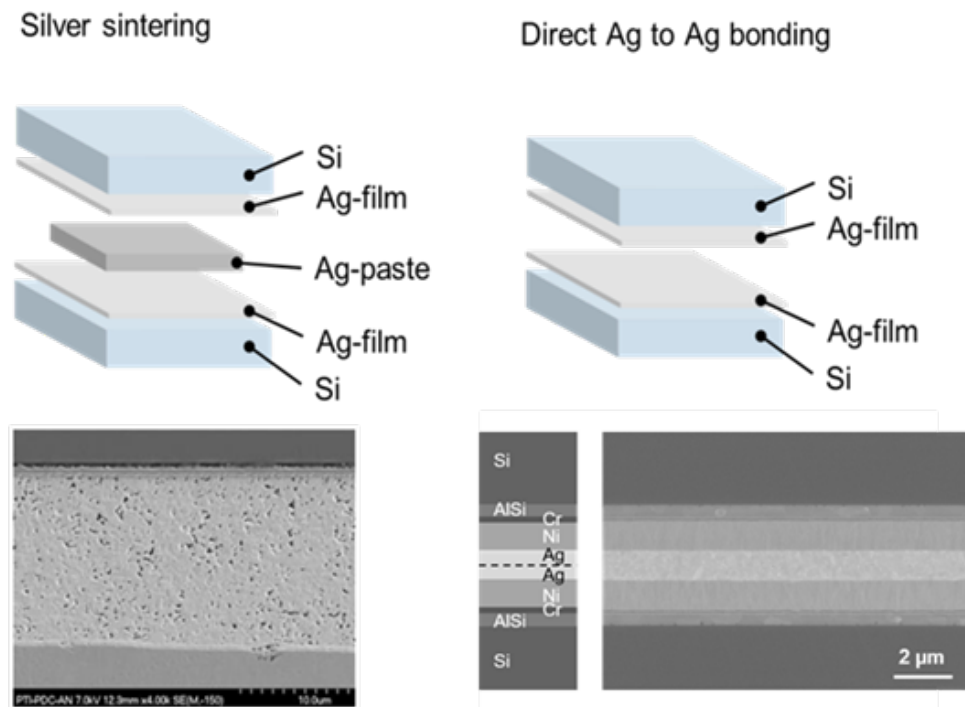 Silver sintering
Si
Ag-film
Ag-paste
Ag-film
Si
PTI-PDC-AN 7.0kV 12.3mm x4.00k SE(M,-150)
10.0um
Direct Ag to Ag bonding
Si
Ag-film
Ag-film
Si
Si
AlSi
Cr
Ni
Ag
Ag
Ni
Cr
AlSi
Si
2 μm